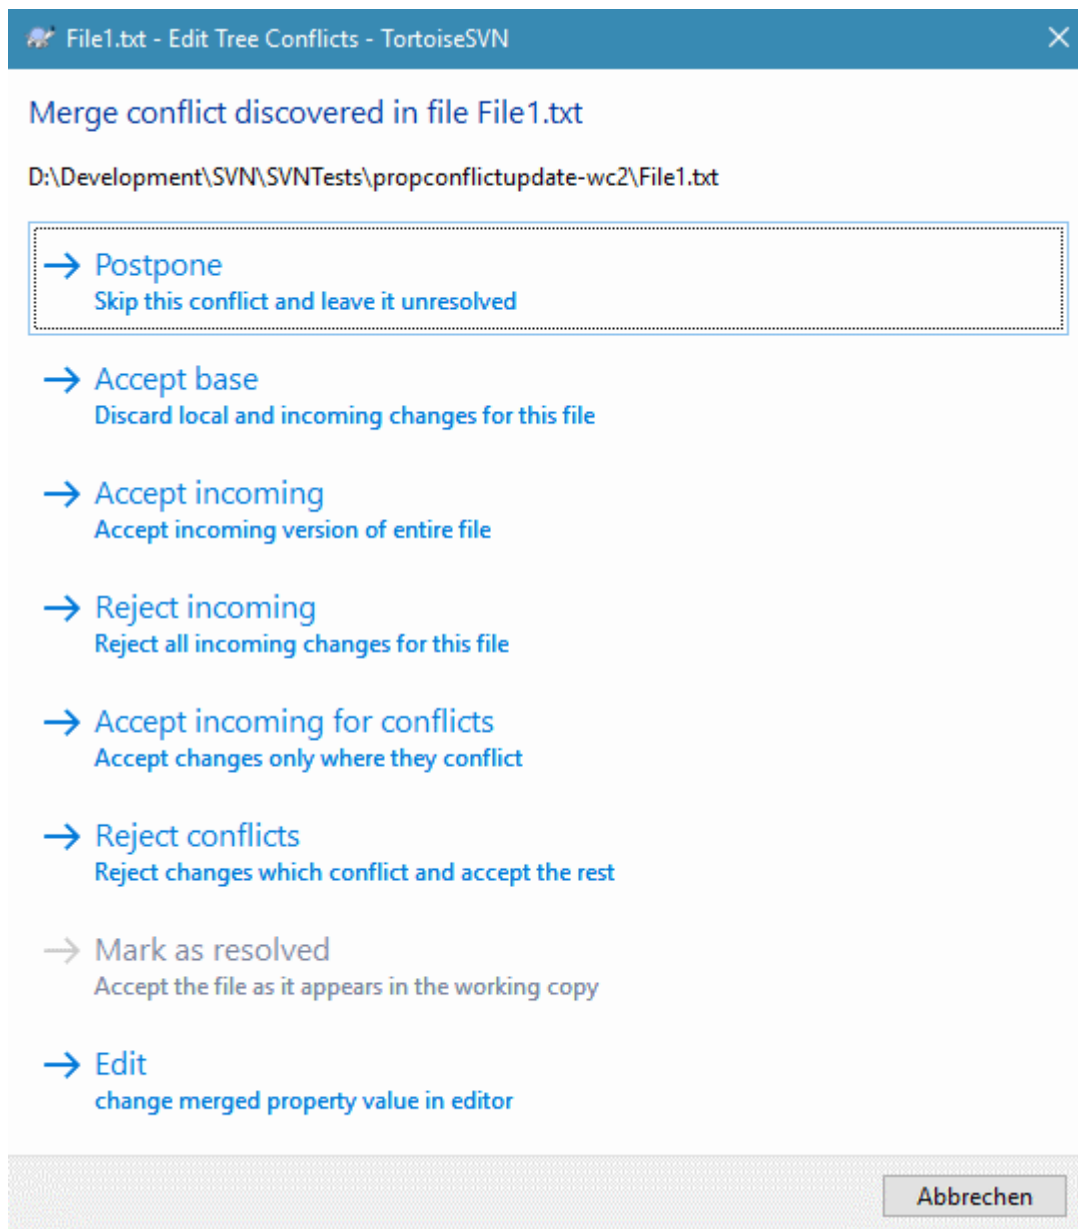 File1.txt - Edit Tree Conflicts - TortoiseSVN
Merge conflict discovered in file File1.txt
D:\Development\SVN\SVNTests\propconflictupdate-wc2\File1.txt
Postpone
Skip this conflict and leave it unresolved
Accept base
Discard local and incoming changes for this file
Accept incoming
Accept incoming version of entire file
Reject incoming
Reject all incoming changes for this file
Accept incoming for conflicts
Accept changes only where they conflict
Reject conflicts
Reject changes which conflict and accept the rest
Mark as resolved
Accept the file as it appears in the working copy
Edit
change merged property value in editor
Abbrechen